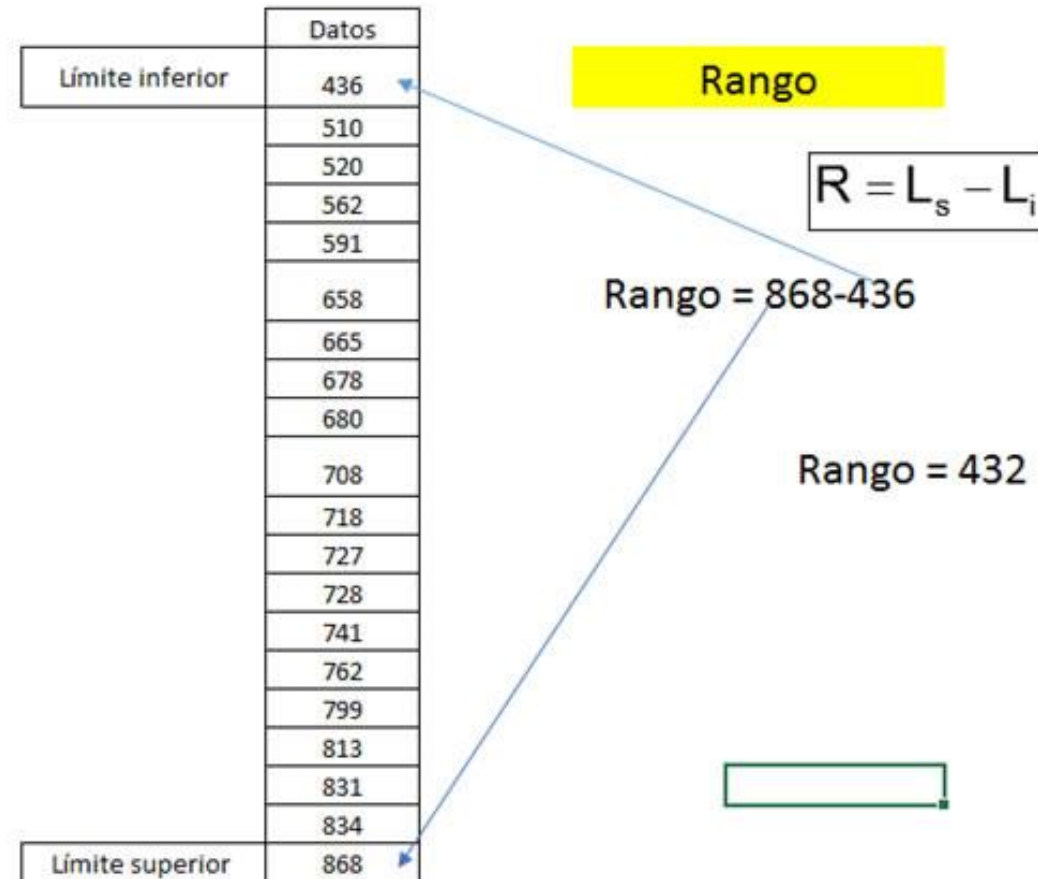 Datos
Límite inferior 436
510
520
562
591
658
665
678
680
708
718
727
728
741
762
799
813
831
834
Límite superior 868
Rango
R = Lₛ − Lᵢ
Rango = 868-436
Rango = 432